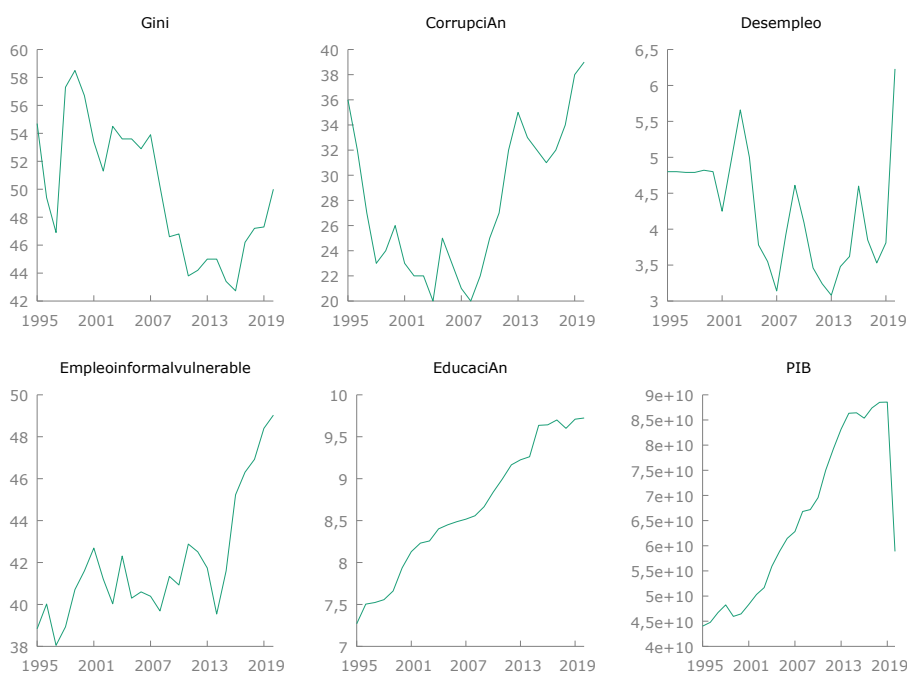 Gini
60
58
56
54
52
50
48
46
44
42
1995 2001 2007 2013 2019
CorrupciAn
40
38
36
34
32
30
28
26
24
22
20
1995 2001 2007 2013 2019
Desempleo
6,5
6
5,5
5
4,5
4
3,5
3
1995 2001 2007 2013 2019
Empleoinformalvulnerable
50
48
46
44
42
40
38
1995 2001 2007 2013 2019
EducaciAn
10
9,5
9
8,5
8
7,5
7
1995 2001 2007 2013 2019
PIB
9e+10
8,5e+10
8e+10
7,5e+10
7e+10
6,5e+10
6e+10
5,5e+10
5e+10
4,5e+10
4e+10
1995 2001 2007 2013 2019